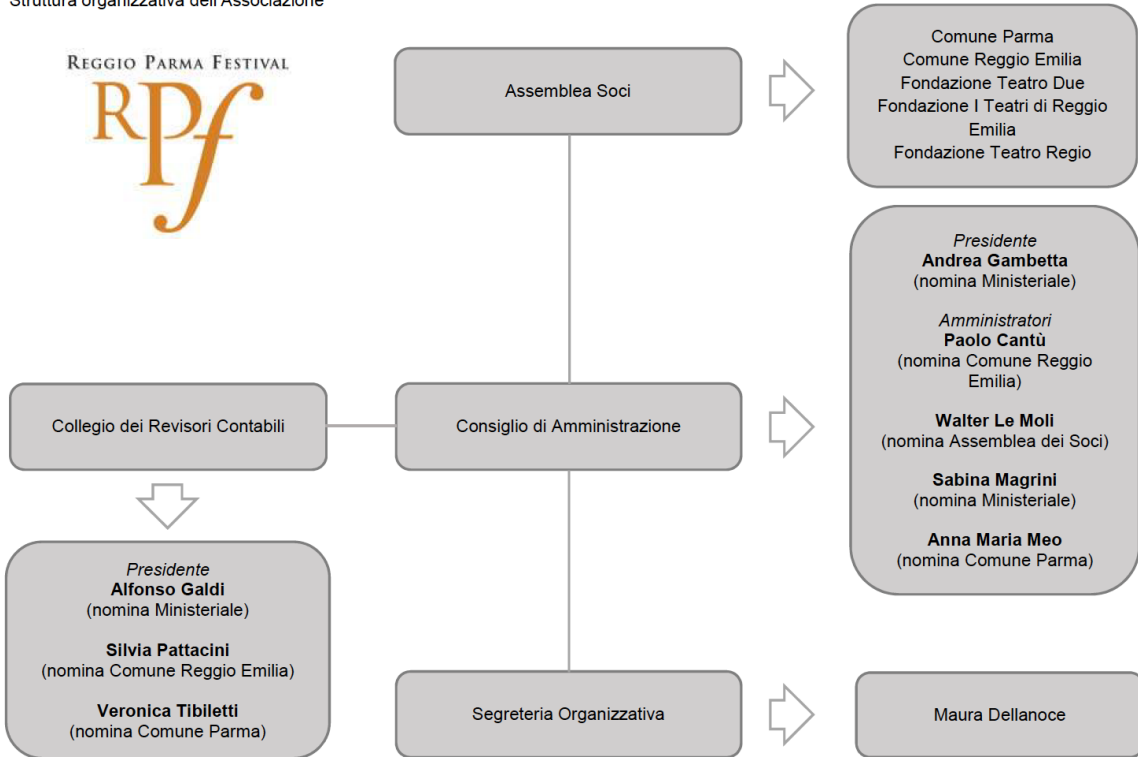 Struttura organizzativa dell'Associazione
REGGIO PARMA FESTIVAL
RPf
Assemblea Soci
Comune Parma
Comune Reggio Emilia
Fondazione Teatro Due
Fondazione I Teatri di Reggio
Emilia
Fondazione Teatro Regio
Presidente
Andrea Gambetta
(nomina Ministeriale)
Amministratori
Paolo Cantù
(nomina Comune Reggio
Emilia)
Walter Le Moli
(nomina Assemblea dei Soci)
Sabina Magrini
(nomina Ministeriale)
Anna Maria Meo
(nomina Comune Parma)
Collegio dei Revisori Contabili
Consiglio di Amministrazione
Presidente
Alfonso Galdi
(nomina Ministeriale)
Silvia Pattacini
(nomina Comune Reggio Emilia)
Veronica Tibiletti
(nomina Comune Parma)
Segreteria Organizzativa
Maura Dellanoce